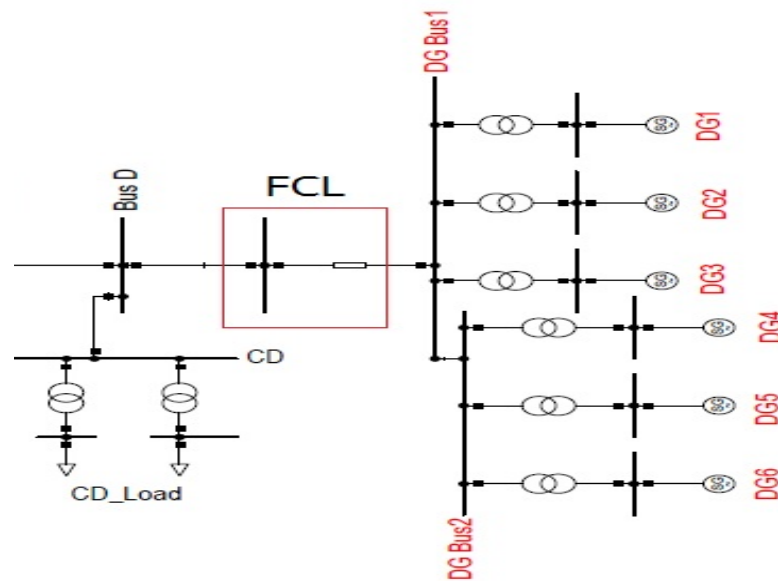 DG Bus1
DG1
Bus D
FCL
DG2
DG3
DG4
CD
DG5
CD_Load
DG6
DG Bus2